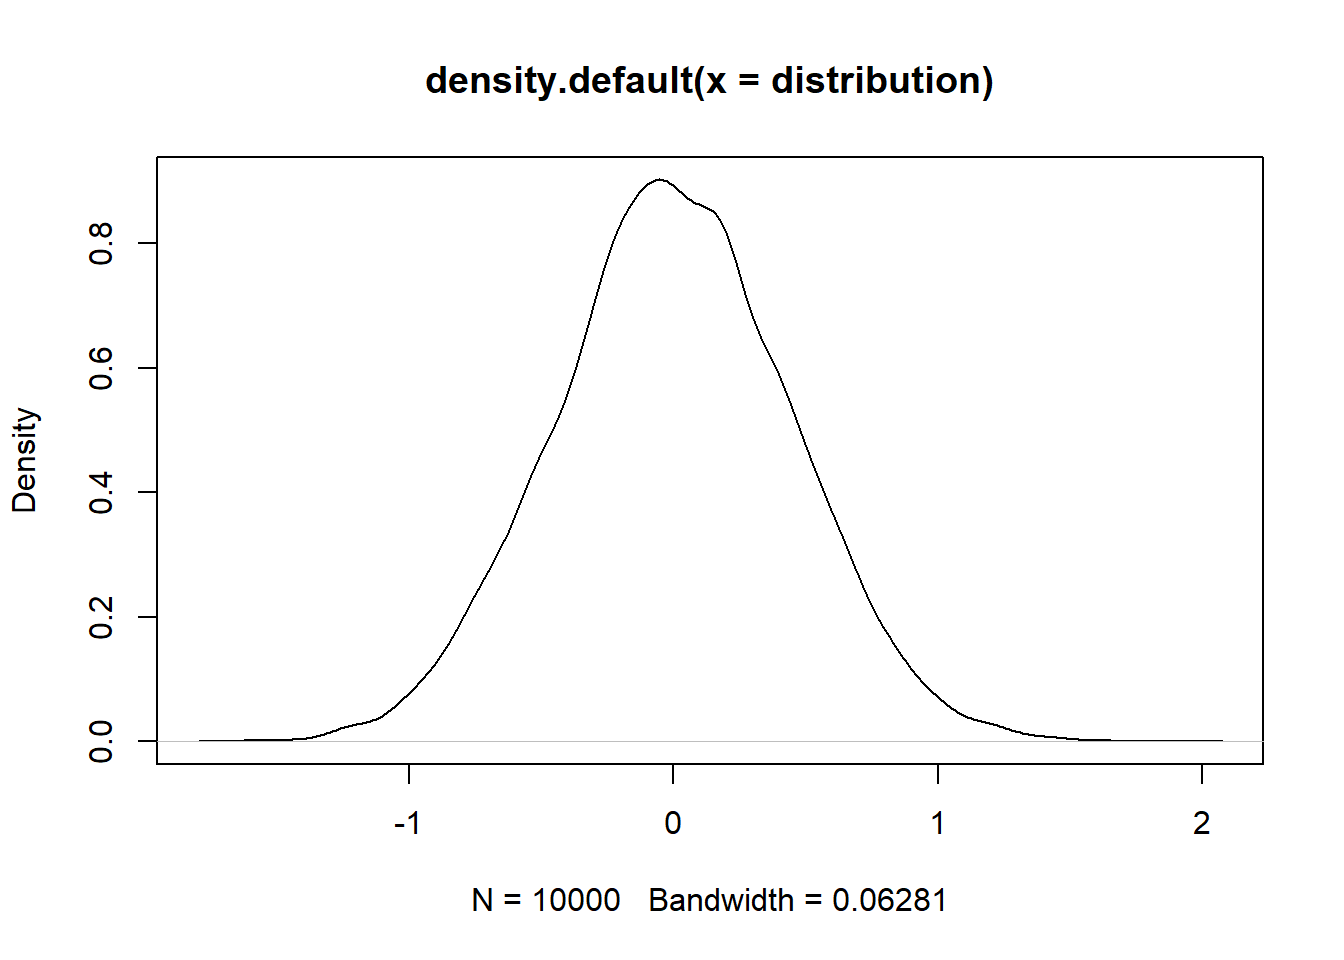 density.default(x = distribution)
Density
0.8
0.6
0.4
0.2
0.0
-1 0 1 2
N = 10000 Bandwidth = 0.06281